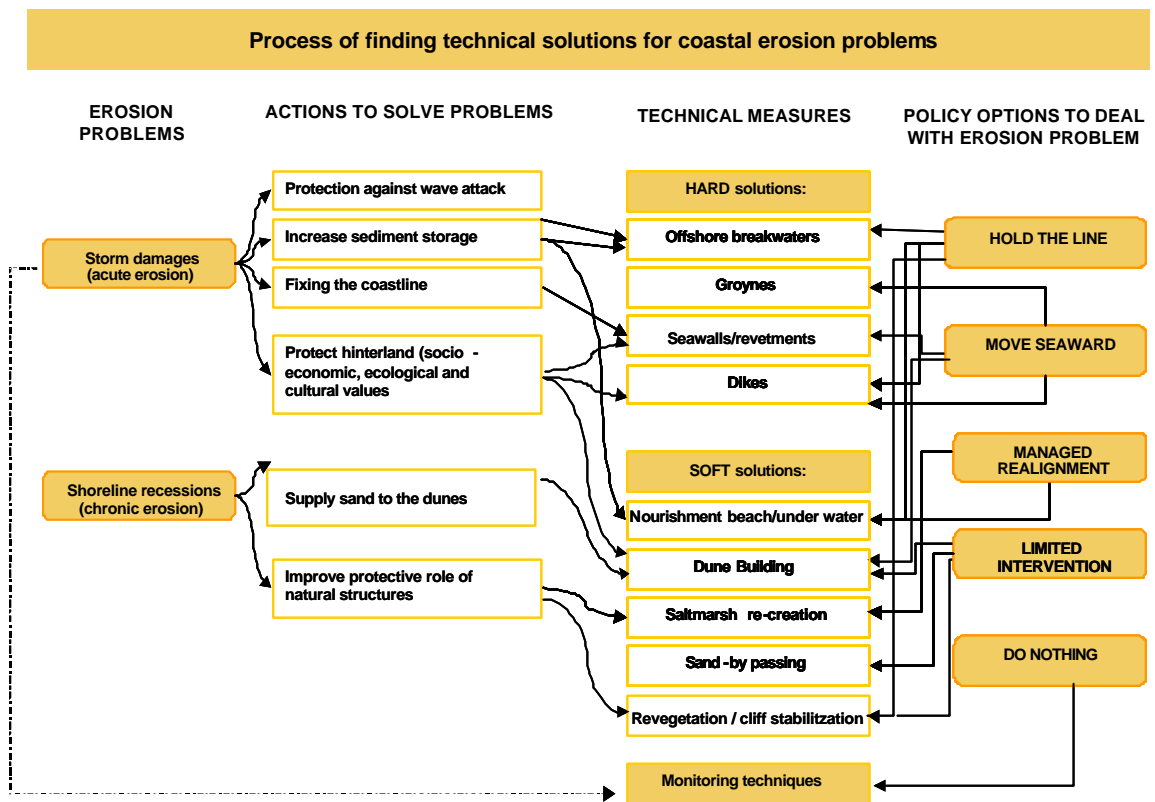 Process of finding technical solutions for coastal erosion problems
EROSION
PROBLEMS
ACTIONS TO SOLVE PROBLEMS
TECHNICAL MEASURES
POLICY OPTIONS TO DEAL
WITH EROSION PROBLEM
Storm damages
(acute erosion)
Shoreline recessions
(chronic erosion)
Protection against wave attack
Increase sediment storage
Fixing the coastline
Protect hinterland (socio -
economic, ecological and
cultural values
Supply sand to the dunes
Improve protective role of
natural structures
HARD solutions:
Offshore breakwaters
Groynes
Seawalls/revetments
Dikes
SOFT solutions:
Nourishment beach/under water
Dune Building
Saltmarsh re-creation
Sand -by passing
Revegetation / cliff stabilitzation
Monitoring techniques
HOLD THE LINE
MOVE SEAWARD
MANAGED
REALIGNMENT
LIMITED
INTERVENTION
DO NOTHING